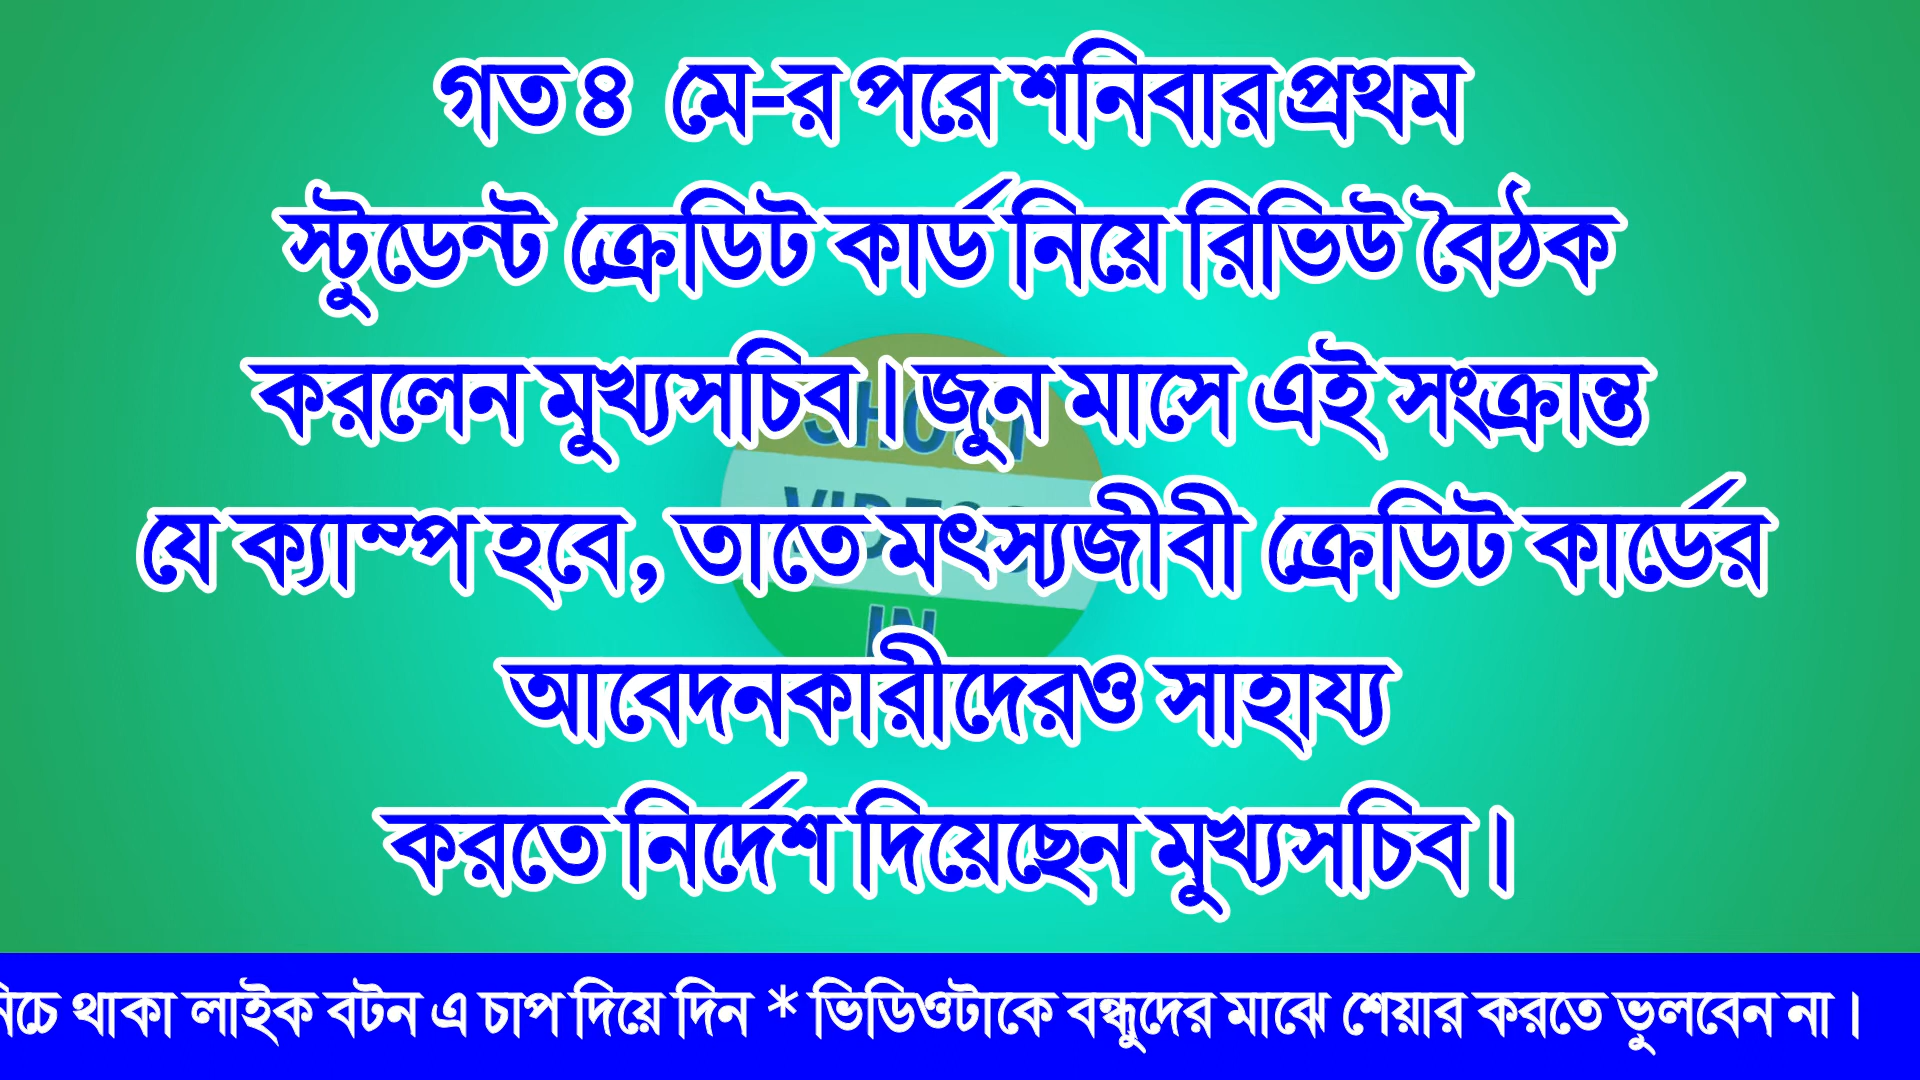 গত ৪ মে-র পরে শনিবার প্রথম
স্টুডেন্ট ক্রেডিট কার্ড নিয়ে রিভিউ বৈঠক
করলেন মুখ্যসচিব। জুন মাসে এই সংক্রান্ত
যে ক্যাম্প হবে, তাতে মৎস্যজীবী ক্রেডিট কার্ডের
আবেদনকারীদেরও সাহায্য
করতে নির্দেশ দিয়েছেন মুখ্যসচিব।
থাকা লাইক বটন এ চাপ দিয়ে দিন * ভিডিওটাকে বন্ধুদের মাঝে শেয়ার করতে ভুলবেন না।